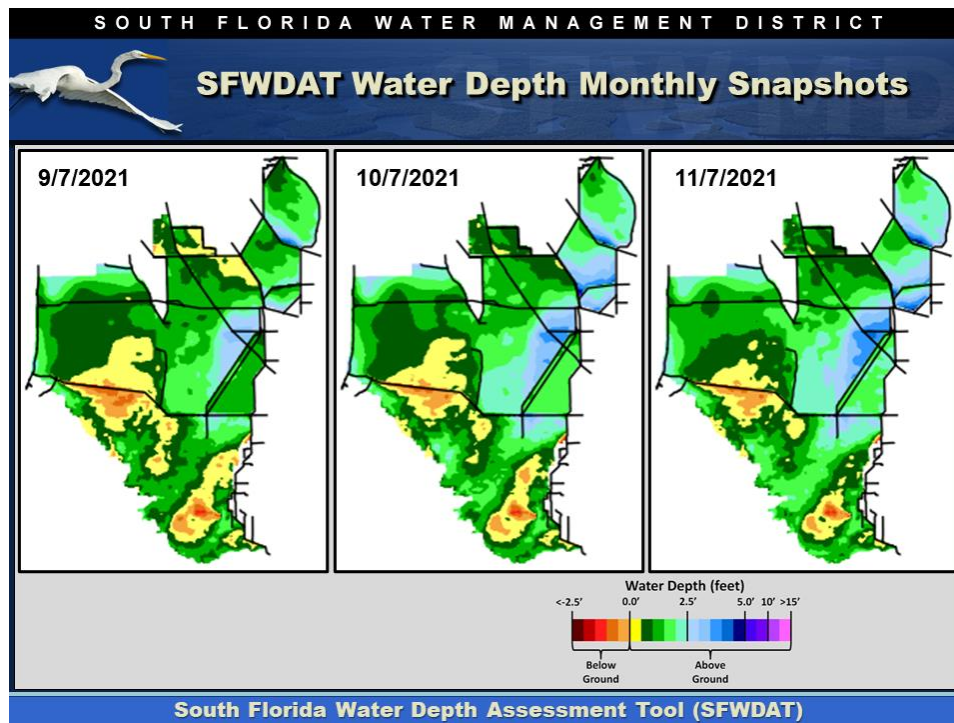 SOUTH FLORIDA WATER MANAGEMENT DISTRICT
SFWDAT Water Depth Monthly Snapshots
9/7/2021
10/7/2021
11/7/2021
Water Depth (feet)
<-2.5' 0.0' 2.5' 5.0' 10' >15'
Below Ground
Above Ground
South Florida Water Depth Assessment Tool (SFWDAT)